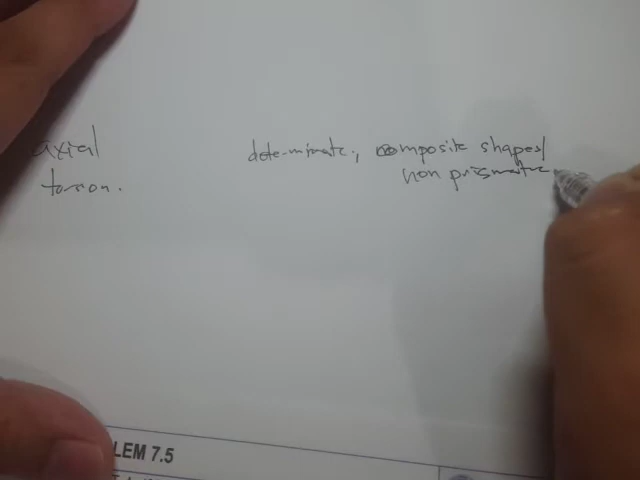 axial
torsion.
determinate, composite shapes/
non prismatic
LEM 7.5